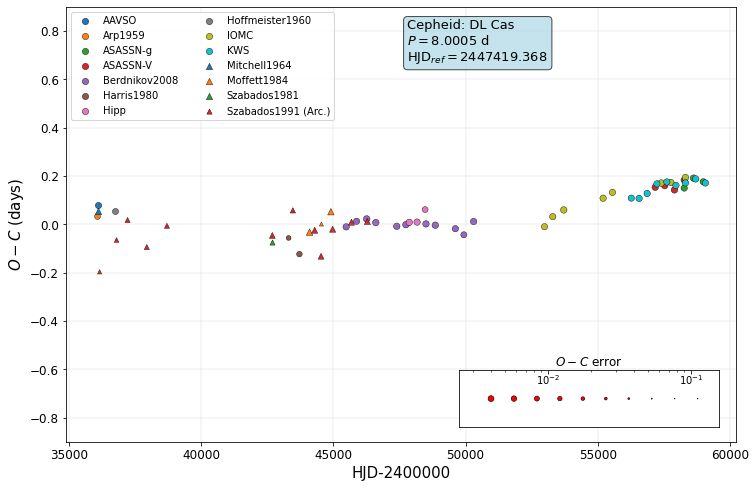 AAVSO
Arp1959
ASASSN-g
ASASSN-V
Berdnikov2008
Harris1980
Hipp
Hoffmeister1960
IOMC
KWS
Mitchell1964
Moffett1984
Szabados1981
Szabados1991 (Arc.)
Cepheid: DL Cas
P = 8.0005 d
HJD_ref = 2447419.368
0.8
0.6
0.4
0.2
0.0
−0.2
−0.4
−0.6
−0.8
O − C (days)
O − C error
10⁻²
10⁻¹
35000
40000
45000
50000
55000
60000
HJD-2400000